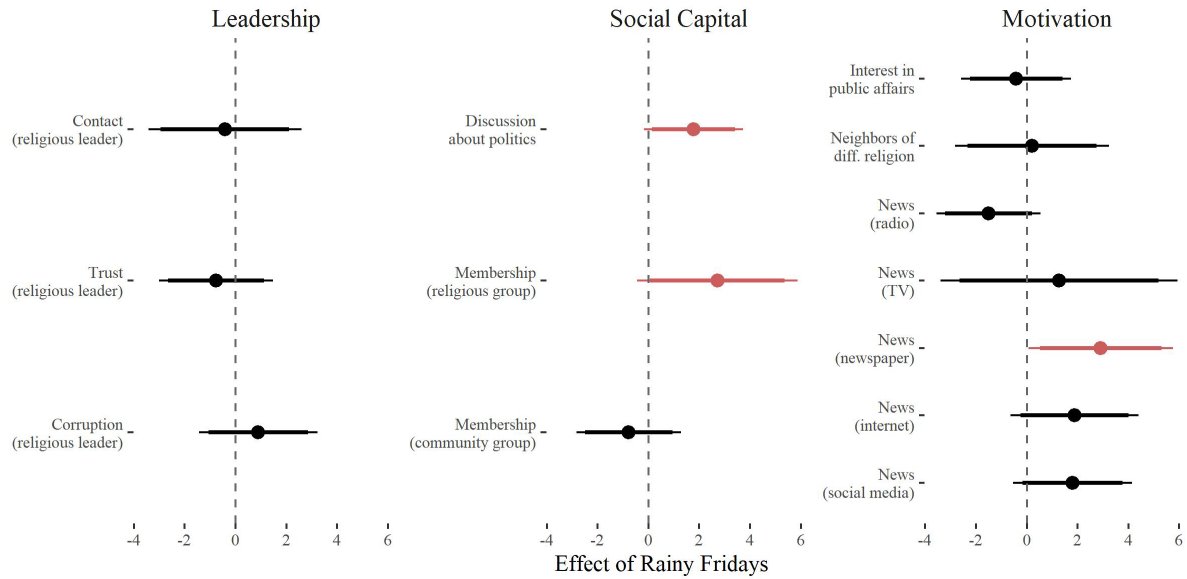 Leadership
Contact
(religious leader)
Trust
(religious leader)
Corruption
(religious leader)
-4 -2 0 2 4 6
Social Capital
Discussion
about politics
Membership
(religious group)
Membership
(community group)
-4 -2 0 2 4 6
Motivation
Interest in
public affairs
Neighbors of
diff. religion
News
(radio)
News
(TV)
News
(newspaper)
News
(internet)
News
(social media)
-4 -2 0 2 4 6
Effect of Rainy Fridays